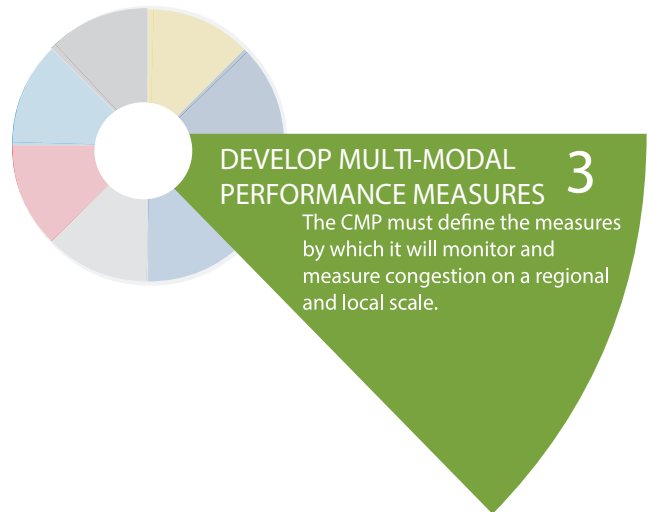 DEVELOP MULTI-MODAL
PERFORMANCE MEASURES
3
The CMP must define the measures
by which it will monitor and
measure congestion on a regional
and local scale.